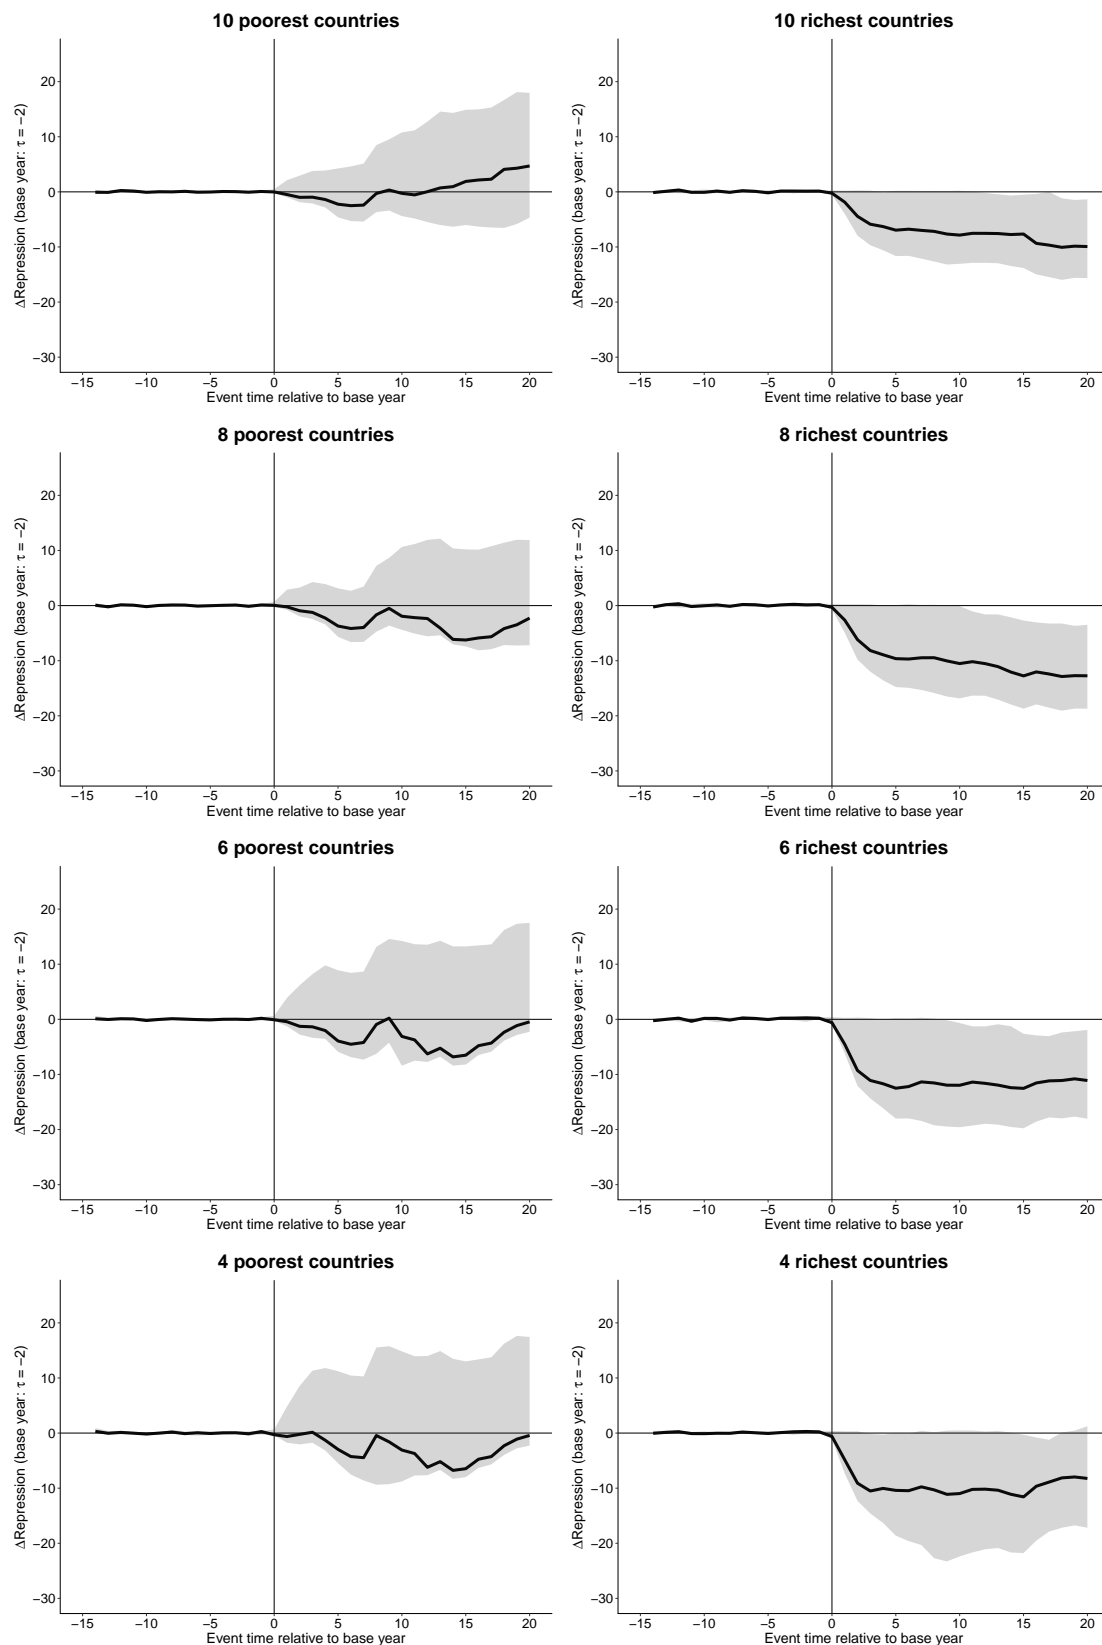 10 poorest countries
ΔRepression (base year: τ = −2)
20
10
0
−10
−20
−30
−15 −10 −5 0 5 10 15 20
Event time relative to base year
10 richest countries
ΔRepression (base year: τ = −2)
20
10
0
−10
−20
−30
−15 −10 −5 0 5 10 15 20
Event time relative to base year
8 poorest countries
ΔRepression (base year: τ = −2)
20
10
0
−10
−20
−30
−15 −10 −5 0 5 10 15 20
Event time relative to base year
8 richest countries
ΔRepression (base year: τ = −2)
20
10
0
−10
−20
−30
−15 −10 −5 0 5 10 15 20
Event time relative to base year
6 poorest countries
ΔRepression (base year: τ = −2)
20
10
0
−10
−20
−30
−15 −10 −5 0 5 10 15 20
Event time relative to base year
6 richest countries
ΔRepression (base year: τ = −2)
20
10
0
−10
−20
−30
−15 −10 −5 0 5 10 15 20
Event time relative to base year
4 poorest countries
ΔRepression (base year: τ = −2)
20
10
0
−10
−20
−30
−15 −10 −5 0 5 10 15 20
Event time relative to base year
4 richest countries
ΔRepression (base year: τ = −2)
20
10
0
−10
−20
−30
−15 −10 −5 0 5 10 15 20
Event time relative to base year